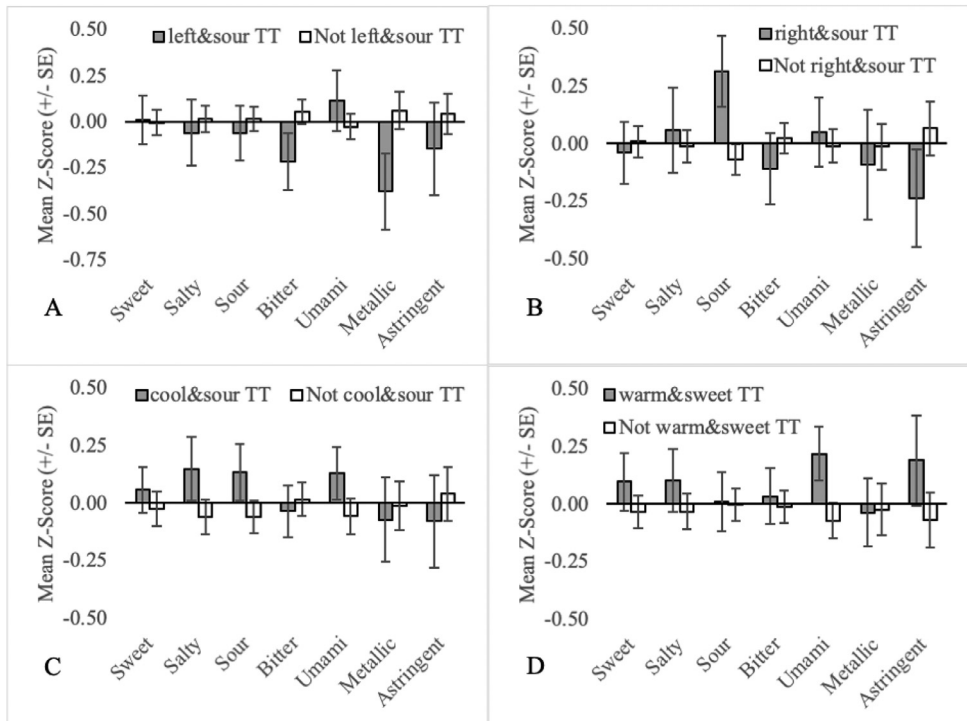 0.50
left&sour TT Not left&sour TT
0.25
0.00
-0.25
-0.50
-0.75
Mean Z-Score (+/- SE)
Sweet
Salty
Sour
Bitter
Umami
Metallic
Astringent
A
0.50
right&sour TT
Not right&sour TT
0.25
0.00
-0.25
-0.50
Mean Z-Score (+/- SE)
Sweet
Salty
Sour
Bitter
Umami
Metallic
Astringent
B
0.50
cool&sour TT Not cool&sour TT
0.25
0.00
-0.25
-0.50
Mean Z-Score (+/- SE)
Sweet
Salty
Sour
Bitter
Umami
Metallic
Astringent
C
0.50
warm&sweet TT
Not warm&sweet TT
0.25
0.00
-0.25
-0.50
Mean Z-Score (+/- SE)
Sweet
Salty
Sour
Bitter
Umami
Metallic
Astringent
D